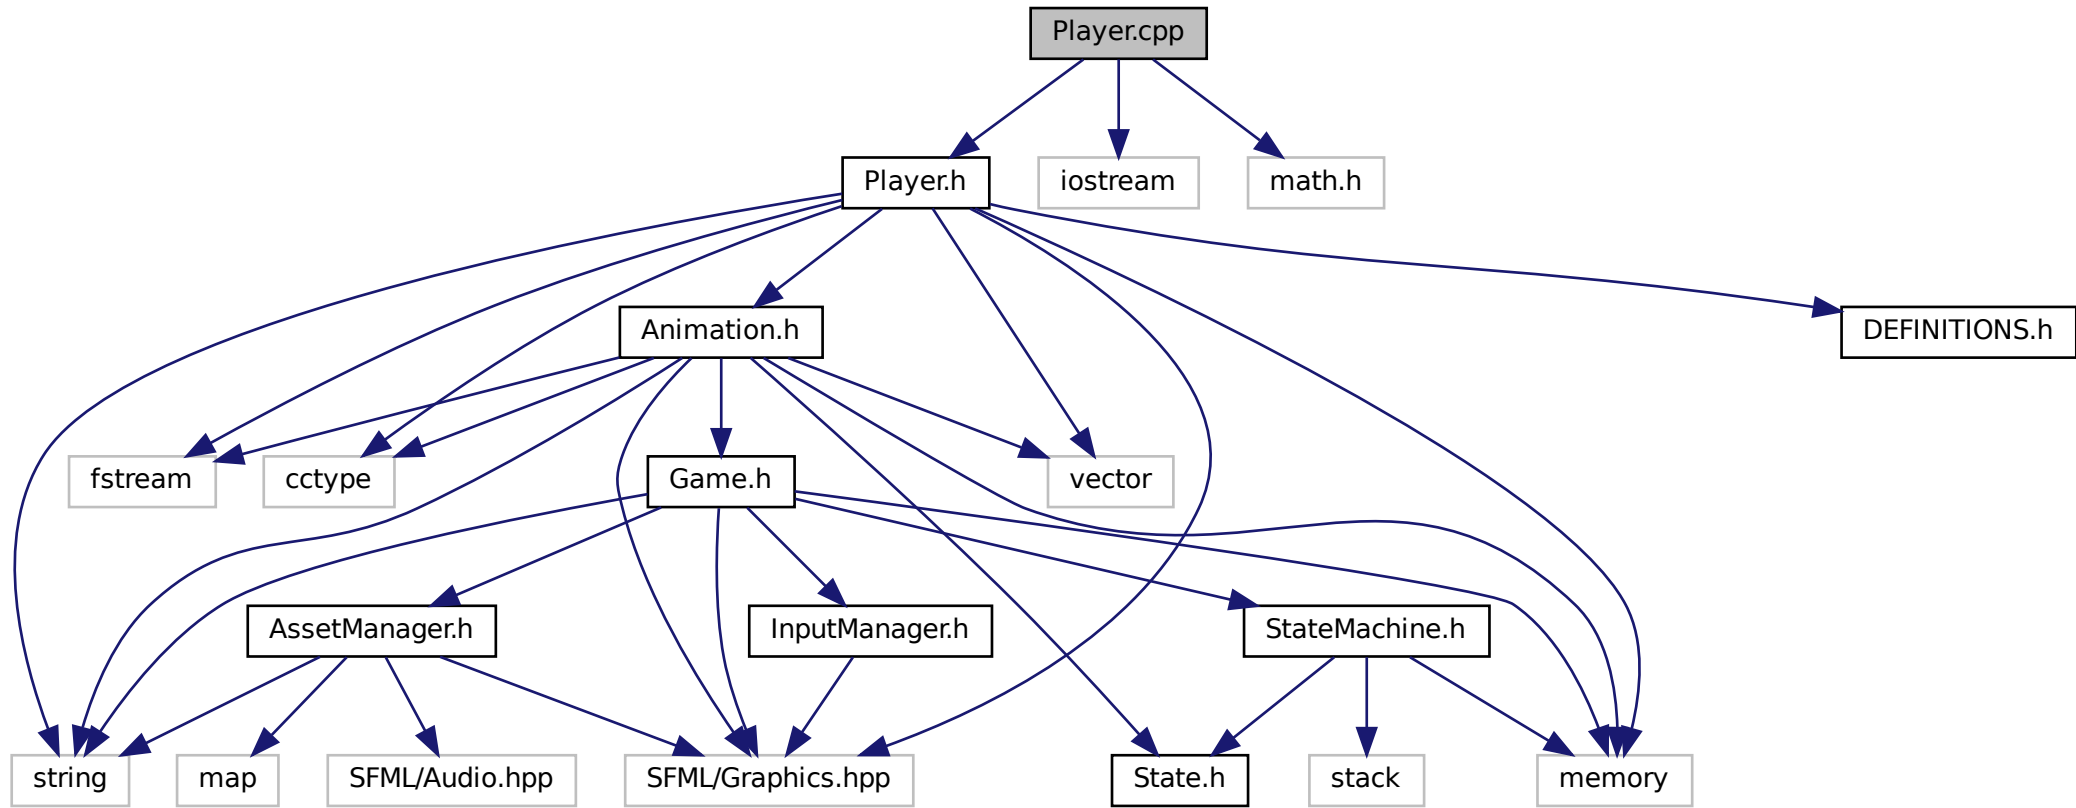 Player.cpp
Player.h
iostream
math.h
Animation.h
DEFINITIONS.h
fstream
cctype
Game.h
vector
AssetManager.h
InputManager.h
StateMachine.h
string
map
SFML/Audio.hpp
SFML/Graphics.hpp
State.h
stack
memory